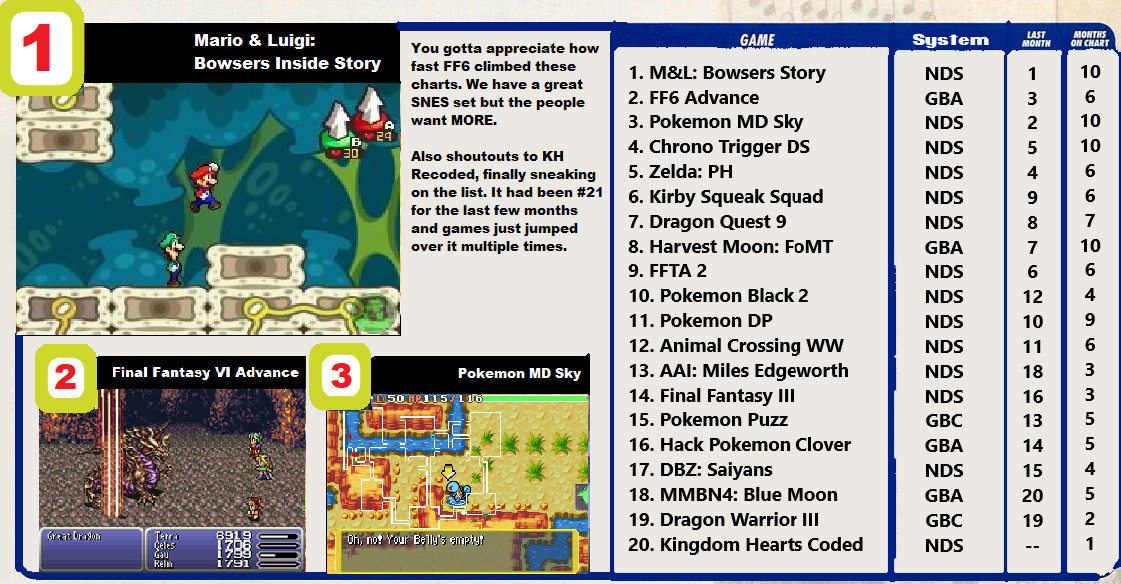 1
Mario & Luigi:
Bowsers Inside Story
B
30
A
24
You gotta appreciate how
fast FF6 climbed these
charts. We have a great
SNES set but the people
want MORE.
Also shoutouts to KH
Recoded, finally sneaking
on the list. It had been #21
for the last few months
and games just jumped
over it multiple times.
2
Final Fantasy VI Advance
Great Dragon
Terra 6919
Celes 1706
Gau 1798
Relm 1791
3
Pokemon MD Sky
50 HP115/116
Oh, no! Your Belly's empty!
GAME System LAST MONTH MONTHS ON CHART
1. M&L: Bowsers Story NDS 1 10
2. FF6 Advance GBA 3 6
3. Pokemon MD Sky NDS 2 10
4. Chrono Trigger DS NDS 5 10
5. Zelda: PH NDS 4 6
6. Kirby Squeak Squad NDS 9 6
7. Dragon Quest 9 NDS 8 7
8. Harvest Moon: FoMT GBA 7 10
9. FFTA 2 NDS 6 6
10. Pokemon Black 2 NDS 12 4
11. Pokemon DP NDS 10 9
12. Animal Crossing WW NDS 11 6
13. AAI: Miles Edgeworth NDS 18 3
14. Final Fantasy III NDS 16 3
15. Pokemon Puzz GBC 13 5
16. Hack Pokemon Clover GBA 14 5
17. DBZ: Saiyans NDS 15 4
18. MMBN4: Blue Moon GBA 20 5
19. Dragon Warrior III GBC 19 2
20. Kingdom Hearts Coded NDS -- 1